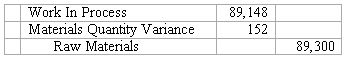 Work In Process 89,148
Materials Quantity Variance 152
Raw Materials 89,300